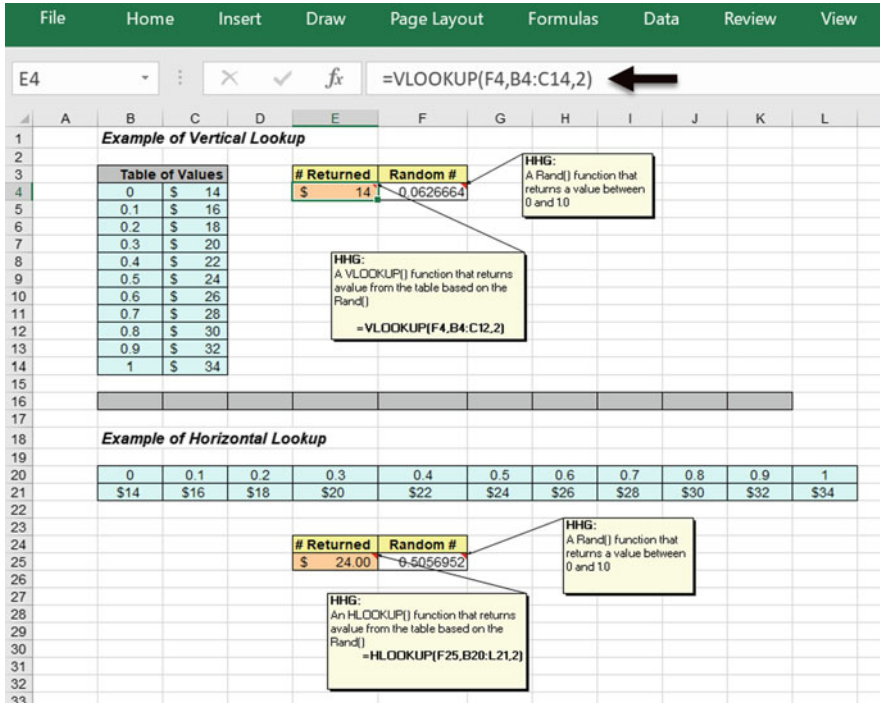 File Home Insert Draw Page Layout Formulas Data Review View
E4 fx =VLOOKUP(F4,B4:C14,2)
A B C D E F G H I J K L
1 Example of Vertical Lookup
2
3 Table of Values # Returned Random #
4 0 $ 14 $ 14 0.0626664
5 0.1 $ 16
6 0.2 $ 18
7 0.3 $ 20
8 0.4 $ 22
9 0.5 $ 24
10 0.6 $ 26
11 0.7 $ 28
12 0.8 $ 30
13 0.9 $ 32
14 1 $ 34
HHG:
A Rand() function that
returns a value between
0 and 1.0
HHG:
A VLOOKUP() function that returns
avalue from the table based on the
Rand()
=VLOOKUP(F4,B4:C12,2)
15
16
17
18 Example of Horizontal Lookup
19
20 0 0.1 0.2 0.3 0.4 0.5 0.6 0.7 0.8 0.9 1
21 $14 $16 $18 $20 $22 $24 $26 $28 $30 $32 $34
22
23
24 # Returned Random #
25 $ 24.00 0.5056952
26
27
28
29
30
31
32
33
HHG:
A Rand() function that
returns a value between
0 and 1.0
HHG:
An HLOOKUP() function that returns
avalue from the table based on the
Rand()
=HLOOKUP(F25,B20:L21,2)